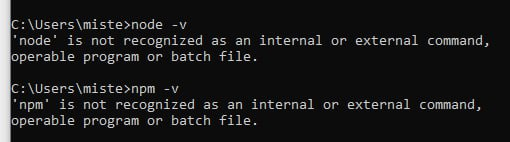 C:\Users\miste>node -v
'node' is not recognized as an internal or external command,
operable program or batch file.
C:\Users\miste>npm -v
'npm' is not recognized as an internal or external command,
operable program or batch file.